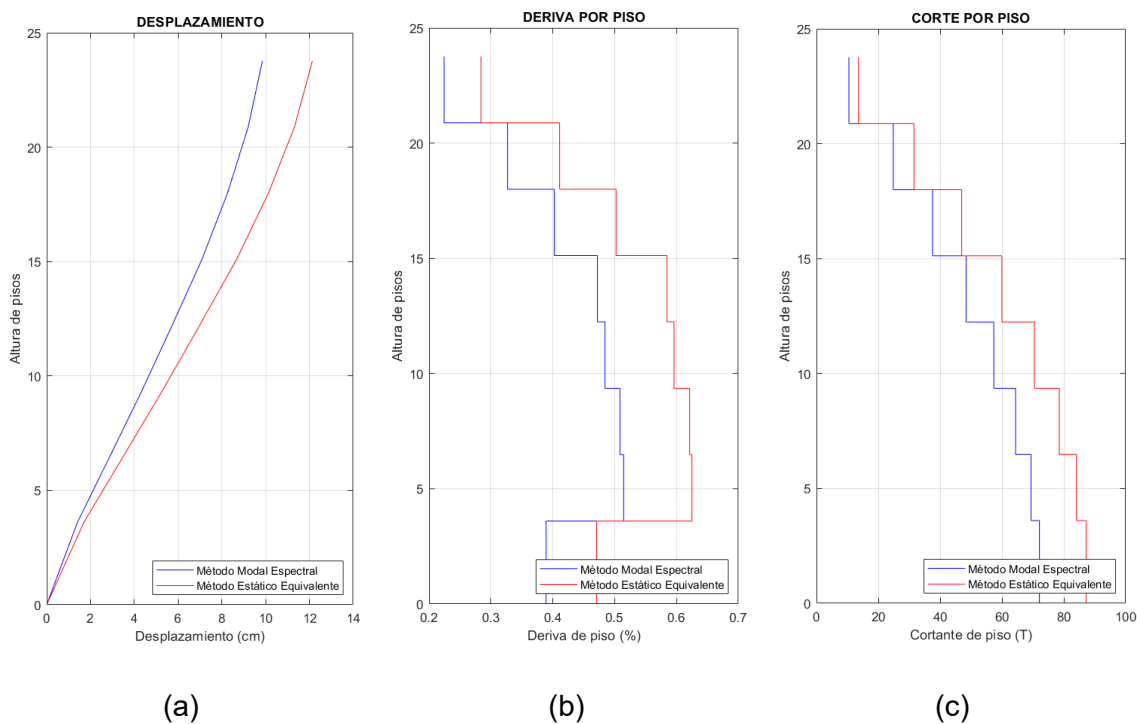 DESPLAZAMIENTO
25
20
15
10
5
0
Altura de pisos
0 2 4 6 8 10 12 14
Desplazamiento (cm)
Método Modal Espectral
Método Estático Equivalente
(a)
DERIVA POR PISO
25
20
15
10
5
0
Altura de pisos
0.2 0.3 0.4 0.5 0.6 0.7
Deriva de piso (%)
Método Modal Espectral
Método Estático Equivalente
(b)
CORTE POR PISO
25
20
15
10
5
0
Altura de pisos
0 20 40 60 80 100
Cortante de piso (T)
Método Modal Espectral
Método Estático Equivalente
(c)